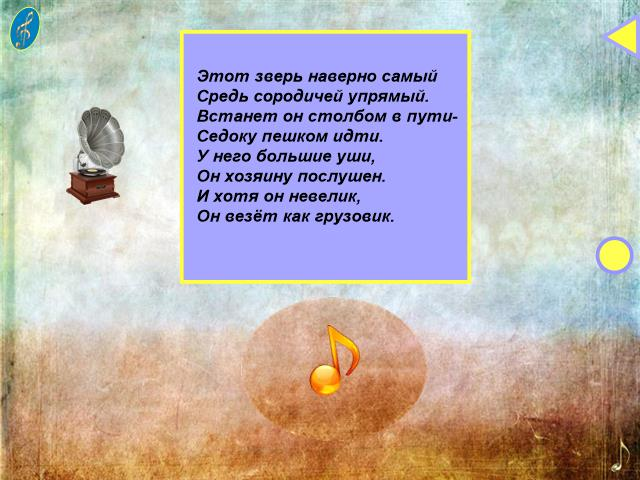 Этот зверь наверно самый
Средь сородичей упрямый.
Встанет он столбом в пути-
Седоку пешком идти.
У него большие уши,
Он хозяину послушен.
И хотя он невелик,
Он везёт как грузовик.